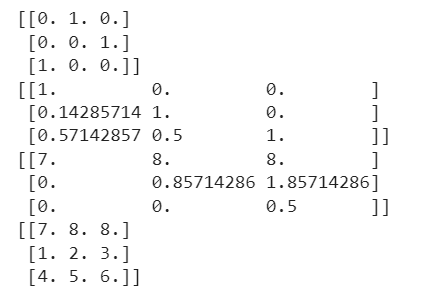 [[0. 1. 0.]
 [0. 0. 1.]
 [1. 0. 0.]]
[[1.         0.         0.        ]
 [0.14285714 1.         0.        ]
 [0.57142857 0.5        1.        ]]
[[7.         8.         8.        ]
 [0.         0.85714286 1.85714286]
 [0.         0.         0.5       ]]
[[7. 8. 8.]
 [1. 2. 3.]
 [4. 5. 6.]]